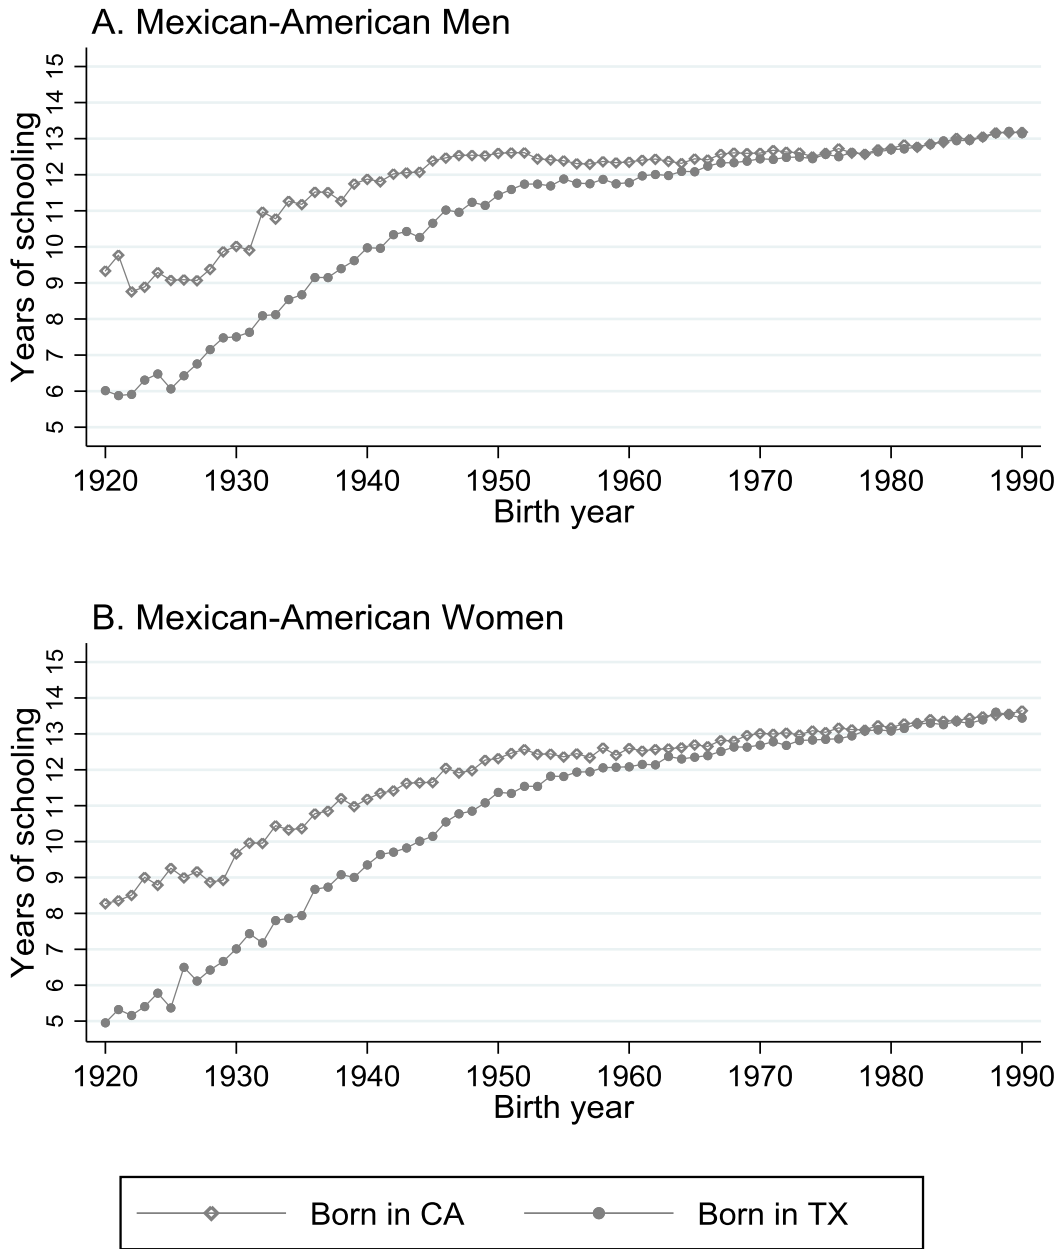 A. Mexican-American Men
Years of schooling
15
14
13
12
11
10
9
8
7
6
5
1920 1930 1940 1950 1960 1970 1980 1990
Birth year
B. Mexican-American Women
Years of schooling
15
14
13
12
11
10
9
8
7
6
5
1920 1930 1940 1950 1960 1970 1980 1990
Birth year
Born in CA Born in TX